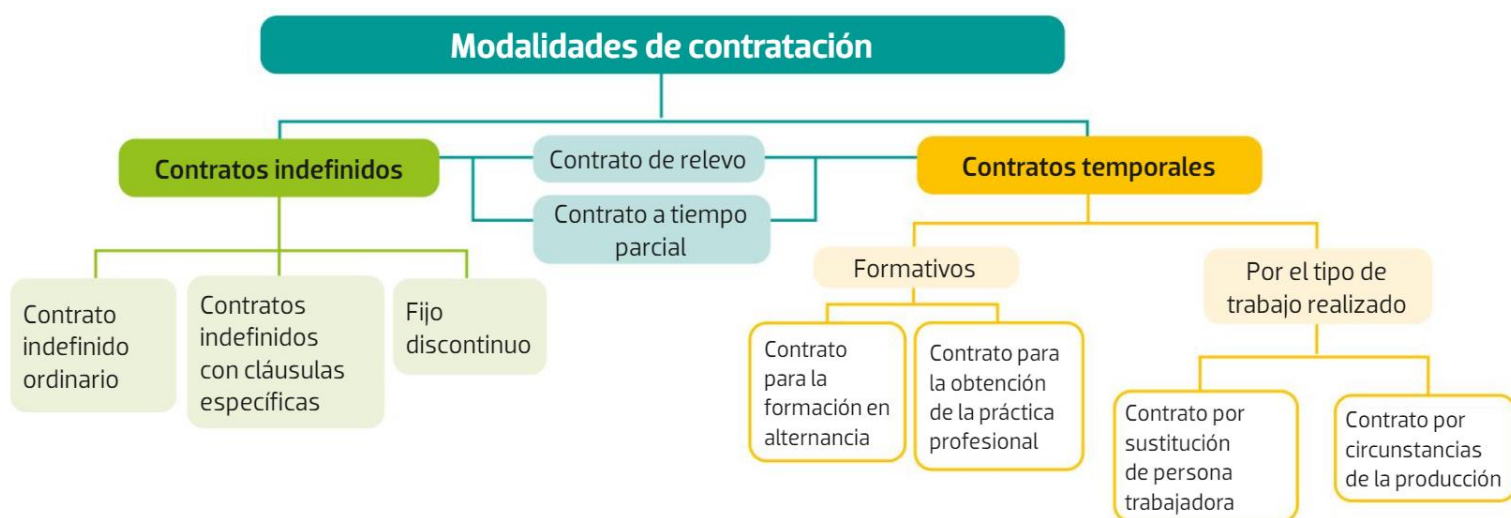 Modalidades de contratación
Contratos indefinidos
Contrato de relevo
Contratos temporales
Contrato a tiempo
parcial
Contrato
indefinido
ordinario
Contratos
indefinidos
con cláusulas
específicas
Fijo
discontinuo
Formativos
Por el tipo de
trabajo realizado
Contrato
para la
formación en
alternancia
Contrato para
la obtención
de la práctica
profesional
Contrato por
sustitución
de persona
trabajadora
Contrato por
circunstancias
de la producción